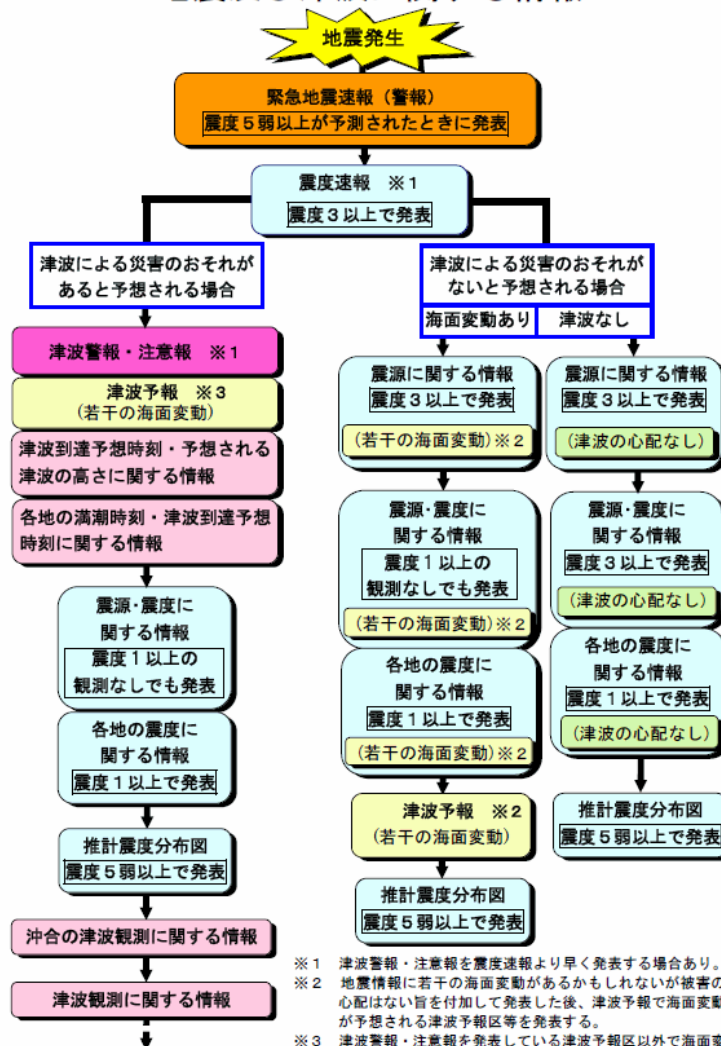 地震発生
緊急地震速報（警報）
震度５弱以上が予測されたときに発表
震度速報　※１
震度３以上で発表
津波による災害のおそれが
あると予想される場合
津波警報・注意報　※１
津波予報　※３
(若干の海面変動)
津波到達予想時刻・予想される
津波の高さに関する情報
各地の満潮時刻・津波到達予想
時刻に関する情報
震源･震度に
関する情報
震度１以上の
観測なしでも発表
各地の震度に
関する情報
震度１以上で発表
推計震度分布図
震度５弱以上で発表
沖合の津波観測に関する情報
津波観測に関する情報
津波による災害のおそれが
ないと予想される場合
海面変動あり
震源に関する情報
震度３以上で発表
(若干の海面変動)※２
震源･震度に
関する情報
震度１以上の
観測なしでも発表
(若干の海面変動)※２
各地の震度に
関する情報
震度１以上で発表
(若干の海面変動)※２
津波予報　※２
(若干の海面変動)
推計震度分布図
震度５弱以上で発表
津波なし
震源に関する情報
震度３以上で発表
(津波の心配なし)
震源･震度に
関する情報
震度３以上で発表
(津波の心配なし)
各地の震度に
関する情報
震度１以上で発表
(津波の心配なし)
推計震度分布図
震度５弱以上で発表
※１　津波警報・注意報を震度速報より早く発表する場合あり。
※２　地震情報に若干の海面変動があるかもしれないが被害の
心配はない旨を付加して発表した後、津波予報で海面変動
が予想される津波予報区等を発表する。
※３　津波警報・注意報を発表している津波予報区以外で海面変